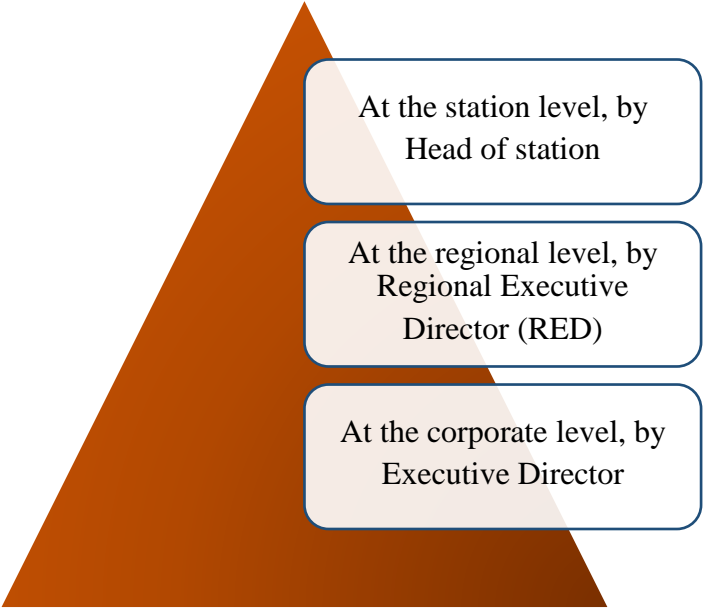 At the station level, by
Head of station
At the regional level, by
Regional Executive
Director (RED)
At the corporate level, by
Executive Director